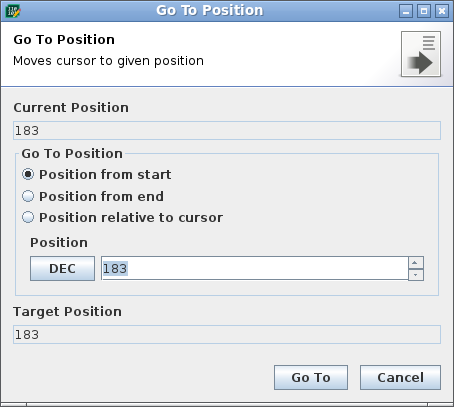 Go To Position
Go To Position
Moves cursor to given position
Current Position
183
Go To Position
Position from start
Position from end
Position relative to cursor
Position
DEC 183
Target Position
183
Go To Cancel